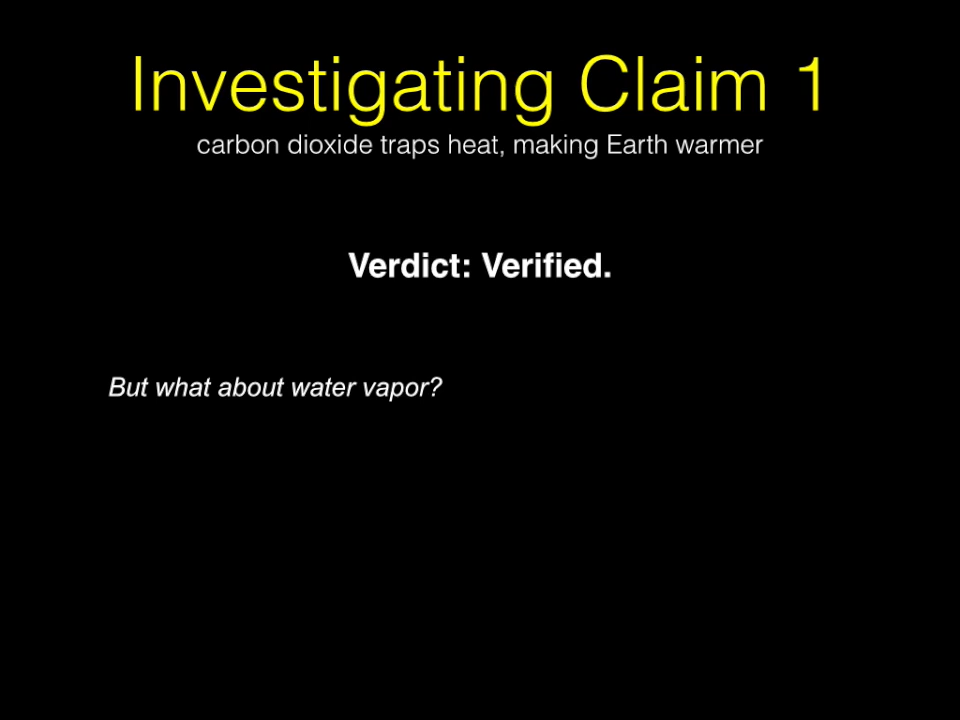 Investigating Claim 1
carbon dioxide traps heat, making Earth warmer
Verdict: Verified.
But what about water vapor?